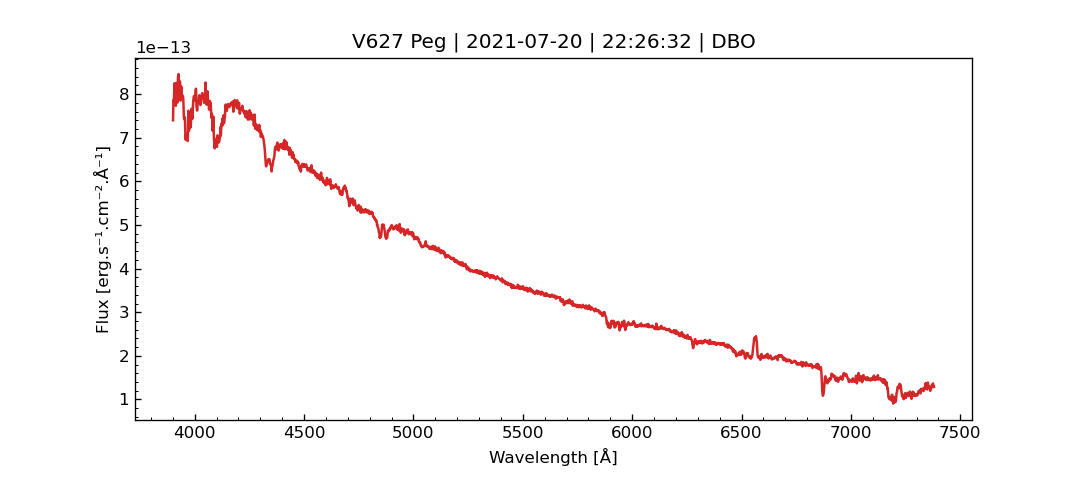 V627 Peg | 2021-07-20 | 22:26:32 | DBO
1e−13
8
7
6
5
4
3
2
1
Flux [erg.s⁻¹.cm⁻².Å⁻¹]
4000 4500 5000 5500 6000 6500 7000 7500
Wavelength [Å]